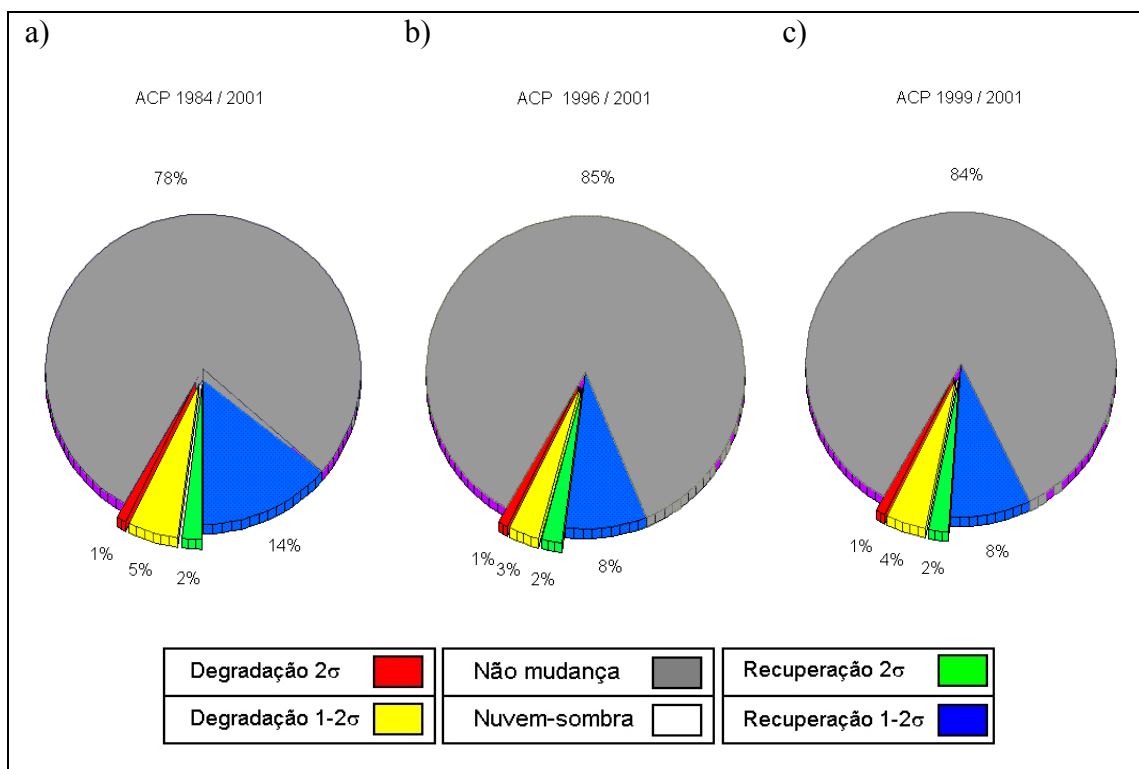 a) b) c)
ACP 1984 / 2001 ACP 1996 / 2001 ACP 1999 / 2001
78% 85% 84%
1% 5% 2% 14% 1% 3% 2% 8% 1% 4% 2% 8%
Degradação 2σ Não mudança Recuperação 2σ
Degradação 1-2σ Nuvem-sombra Recuperação 1-2σ